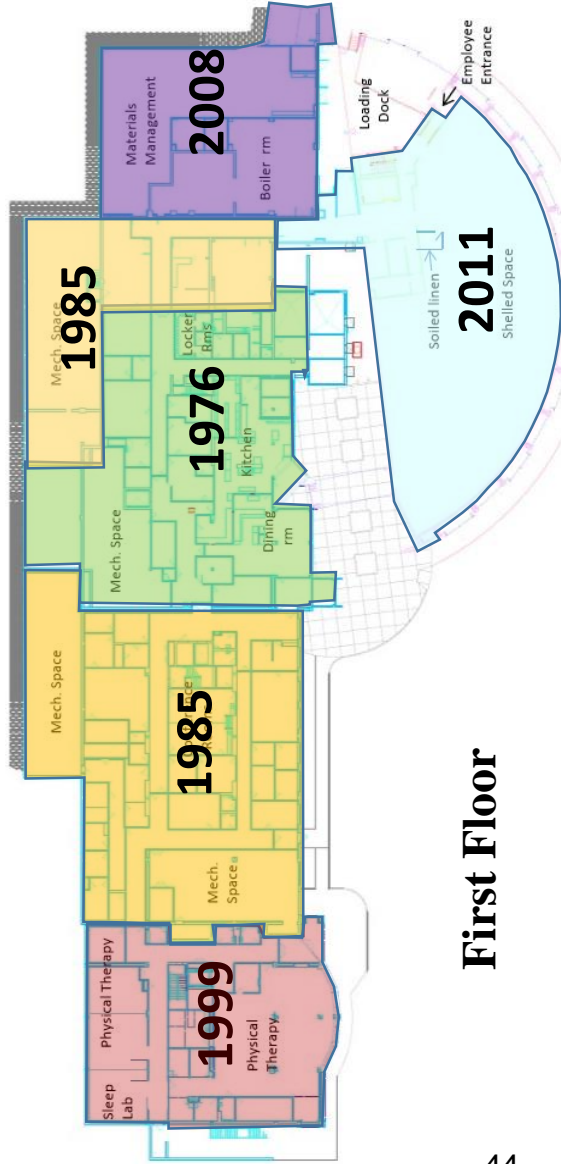 Sleep
Lab
Physical Therapy
1999
Physical
Therapy
Mech. Space
1985
Mech.
Space
Mech. Space
1976
Locker
Rms
Kitchen
Dining
rm
Mech. Space
1985
Materials
Management
2008
Boiler rm
Loading
Dock
Employee
Entrance
Soiled linen
2011
Shelled Space
First Floor
44